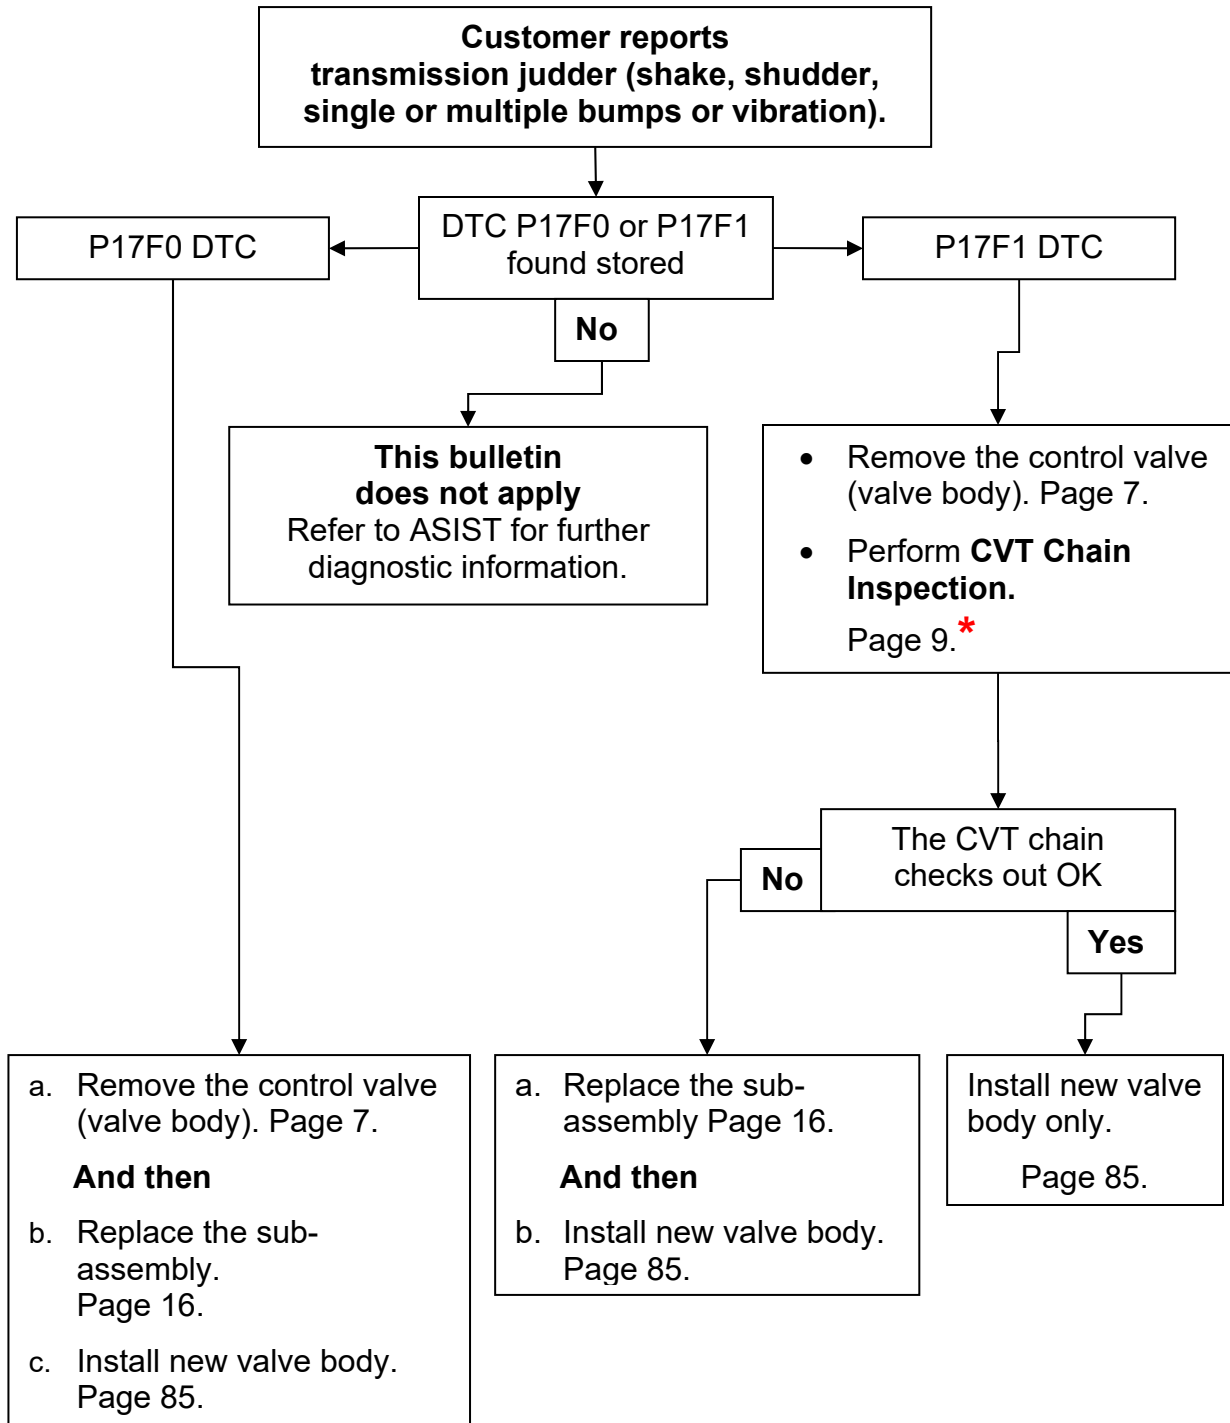 Customer reports
transmission judder (shake, shudder,
single or multiple bumps or vibration).
DTC P17F0 or P17F1
found stored
P17F0 DTC
P17F1 DTC
No
This bulletin
does not apply
Refer to ASIST for further
diagnostic information.
• Remove the control valve
(valve body). Page 7.
• Perform CVT Chain
Inspection.
Page 9.*
The CVT chain
checks out OK
No
Yes
a. Remove the control valve
(valve body). Page 7.
And then
b. Replace the sub-
assembly.
Page 16.
c. Install new valve body.
Page 85.
a. Replace the sub-
assembly Page 16.
And then
b. Install new valve body.
Page 85.
Install new valve
body only.
Page 85.